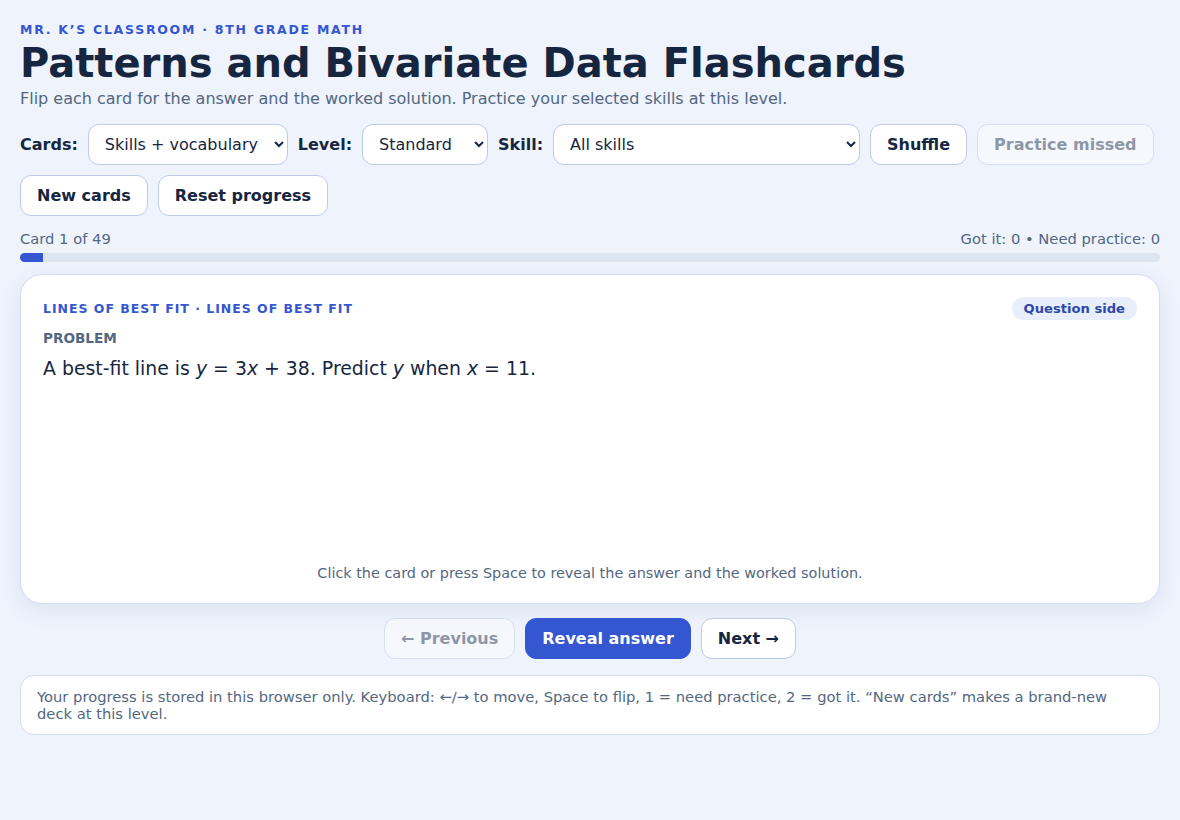 MR. K’S CLASSROOM · 8TH GRADE MATH
Patterns and Bivariate Data Flashcards
Flip each card for the answer and the worked solution. Practice your selected skills at this level.
Cards: Skills + vocabulary Level: Standard Skill: All skills Shuffle Practice missed
New cards Reset progress
Card 1 of 49 Got it: 0 • Need practice: 0
LINES OF BEST FIT · LINES OF BEST FIT Question side
PROBLEM
A best-fit line is y = 3x + 38. Predict y when x = 11.
Click the card or press Space to reveal the answer and the worked solution.
← Previous Reveal answer Next →
Your progress is stored in this browser only. Keyboard: ←/→ to move, Space to flip, 1 = need practice, 2 = got it. “New cards” makes a brand-new
deck at this level.